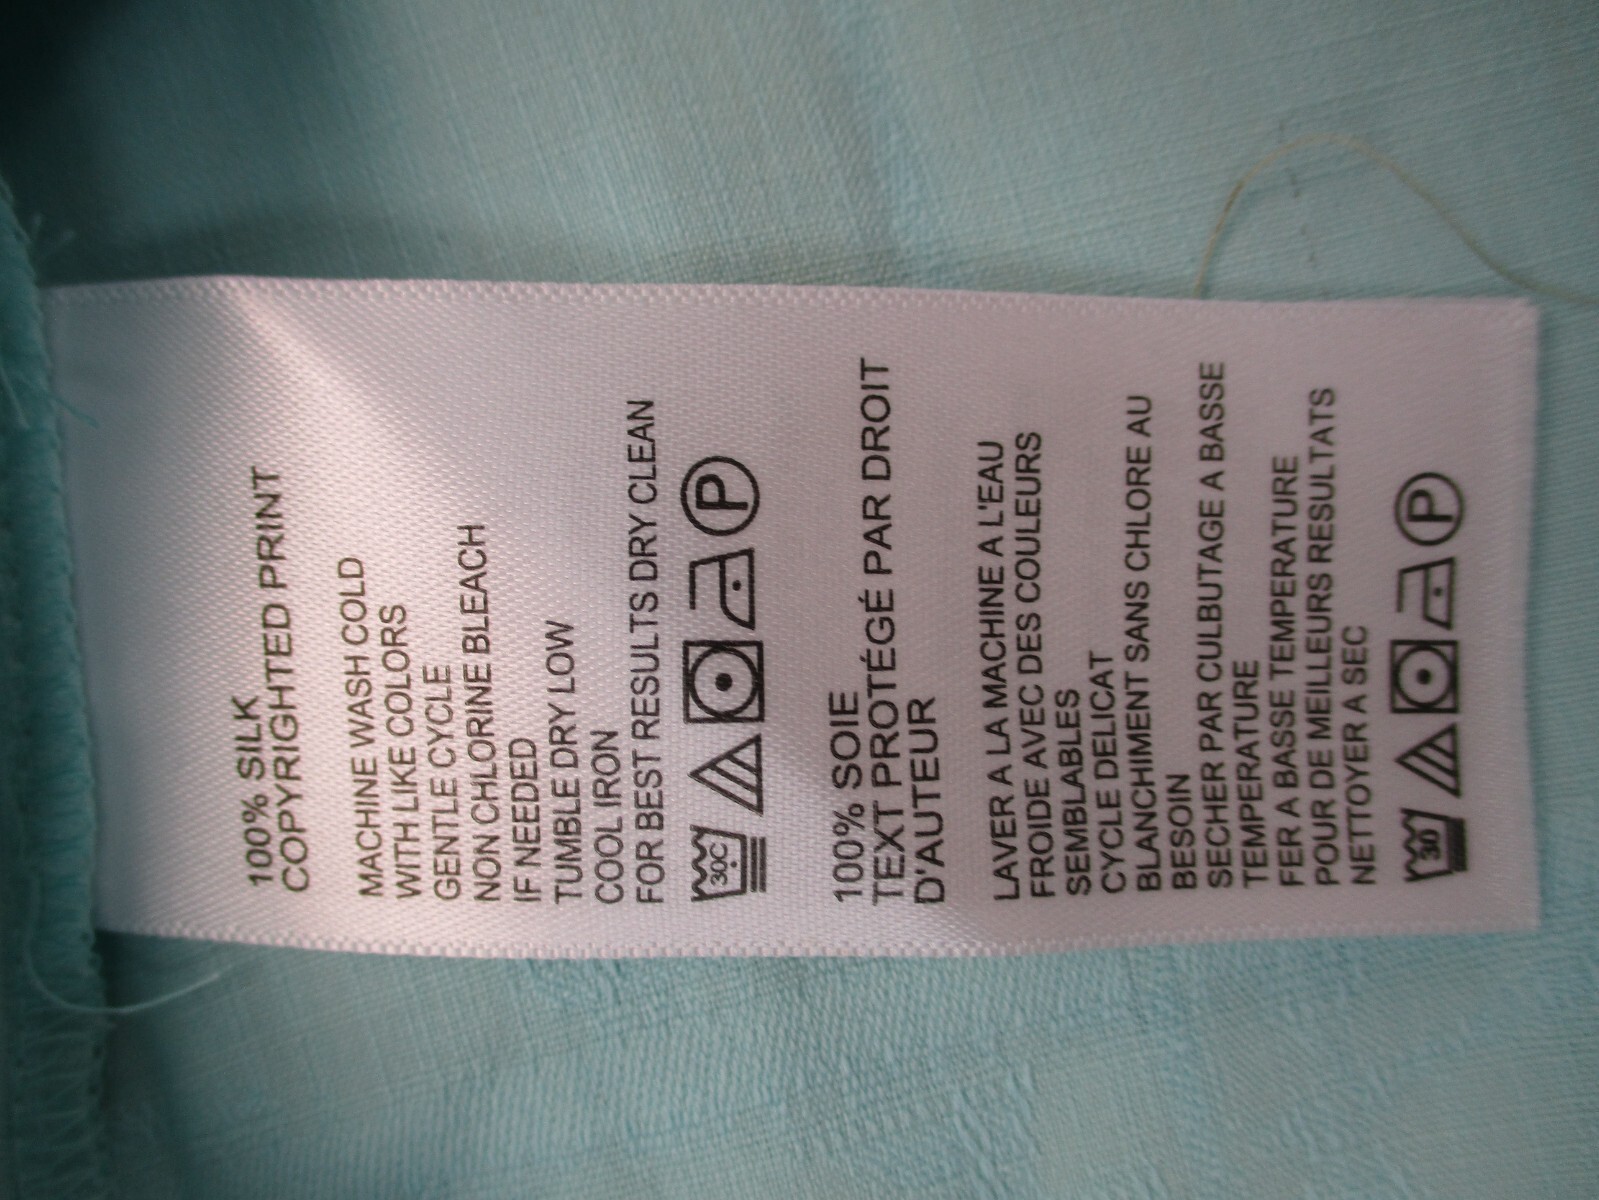 100% SILK
COPYRIGHTED PRINT
MACHINE WASH COLD
WITH LIKE COLORS
GENTLE CYCLE
NON CHLORINE BLEACH
IF NEEDED
TUMBLE DRY LOW
COOL IRON
FOR BEST RESULTS DRY CLEAN
30C P
100% SOIE
TEXT PROTÉGÉ PAR DROIT
D'AUTEUR
LAVER A LA MACHINE A L'EAU
FROIDE AVEC DES COULEURS
SEMBLABLES
CYCLE DELICAT
BLANCHIMENT SANS CHLORE AU
BESOIN
SECHER PAR CULBUTAGE A BASSE
TEMPERATURE
FER A BASSE TEMPERATURE
POUR DE MEILLEURS RESULTATS
NETTOYER A SEC
30 P